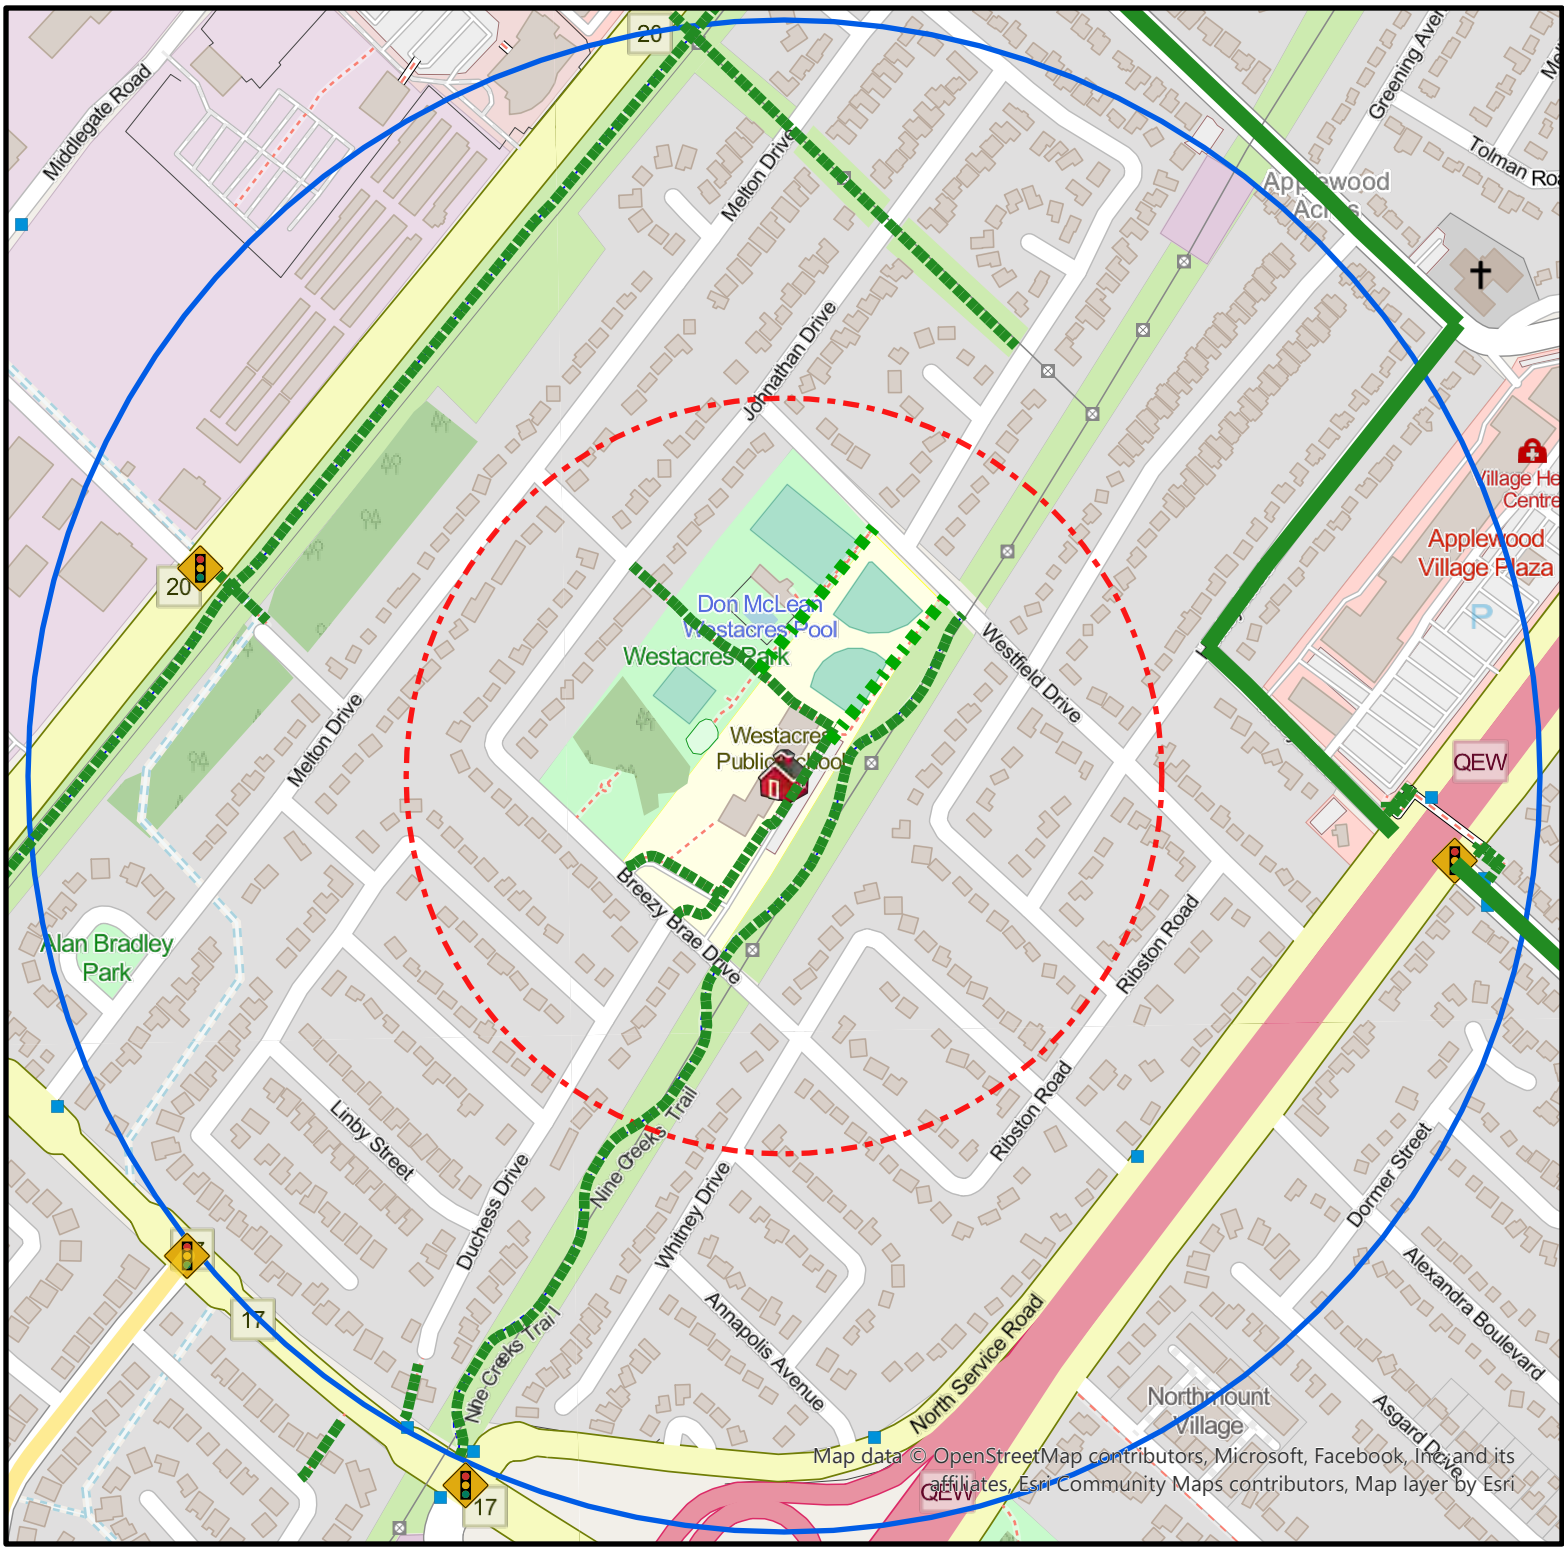 20
Middlegate Road
Melton Drive
Greening Aven
Tolman Roa
Applewood
Acres
Johnathan Drive
Village He
Centre
Applewood
Village Plaza
P
20
Don McLean
Westacres Pool
Westacres Park
Westfield Drive
Melton Drive
Westacres
Public School
QEW
Breezy Brae Drive
Ribston Road
Alan Bradley
Park
Linby Street
Nine Creeks Trail
Ribston Road
Dormer Street
Duchess Drive
Whitney Drive
17
Alexandra Boulevard
Annapolis Avenue
North Service Road
Nine Creeks Trail
Northmount
Village
Asgard Drive
Map data © OpenStreetMap contributors, Microsoft, Facebook, Inc. and its
affiliates, Esri Community Maps contributors, Map layer by Esri
QEW
17